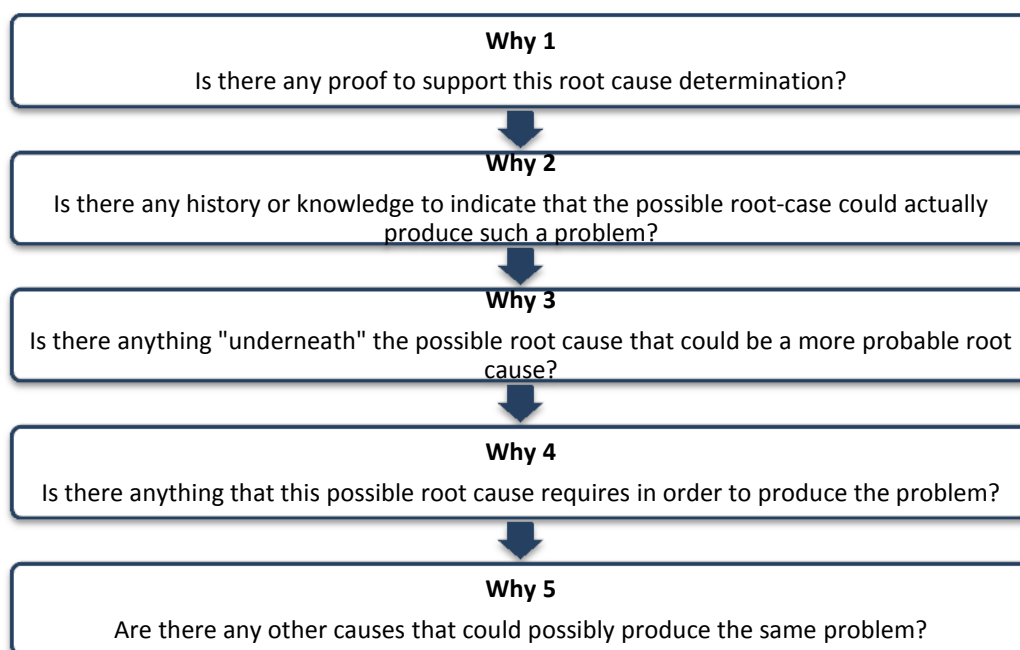 Why 1
Is there any proof to support this root cause determination?
Why 2
Is there any history or knowledge to indicate that the possible root-case could actually
produce such a problem?
Why 3
Is there anything "underneath" the possible root cause that could be a more probable root
cause?
Why 4
Is there anything that this possible root cause requires in order to produce the problem?
Why 5
Are there any other causes that could possibly produce the same problem?